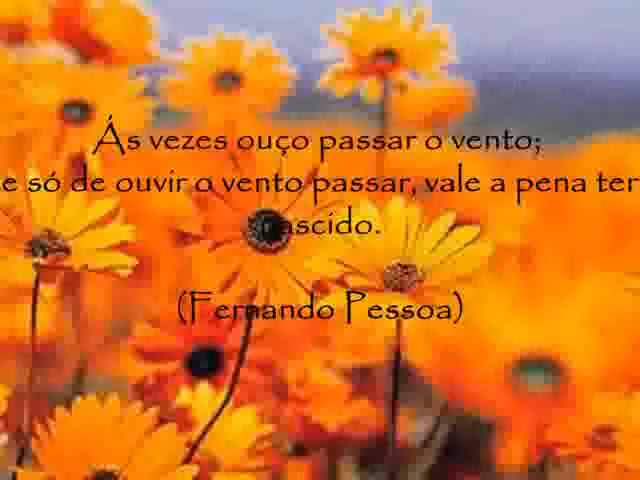 Ás vezes ouço passar o vento;
e só de ouvir o vento passar, vale a pena ter
nascido.
(Fernando Pessoa)